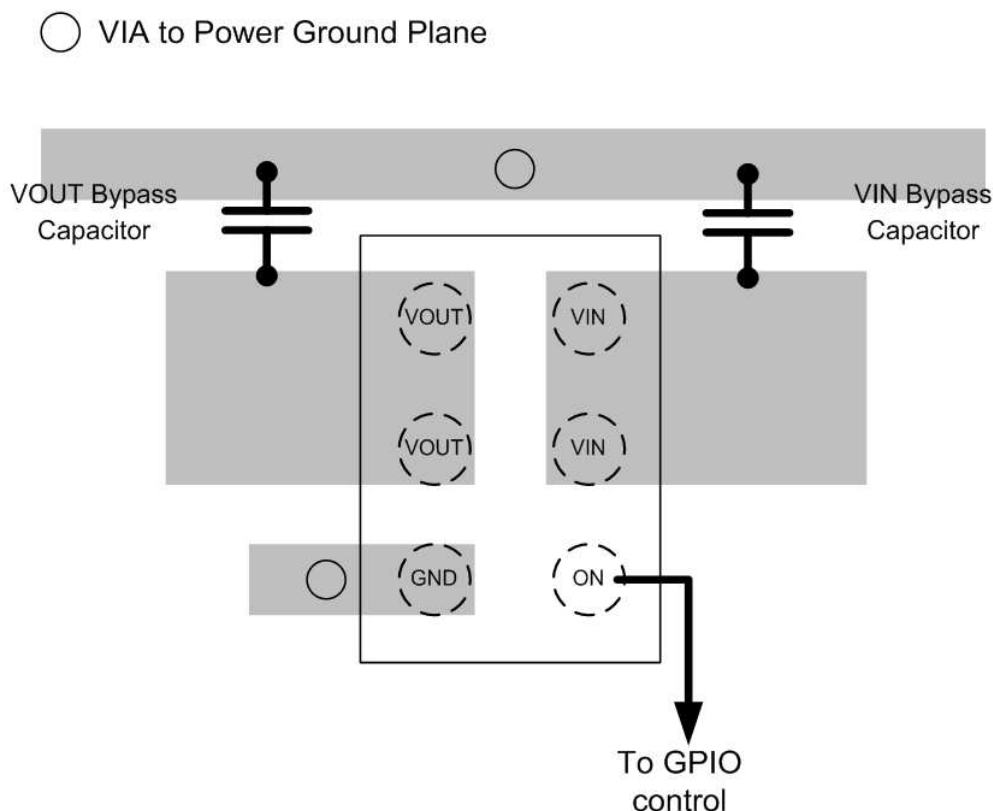 VIA to Power Ground Plane
VOUT Bypass
Capacitor
VIN Bypass
Capacitor
VOUT
VIN
VOUT
VIN
GND
ON
To GPIO
control